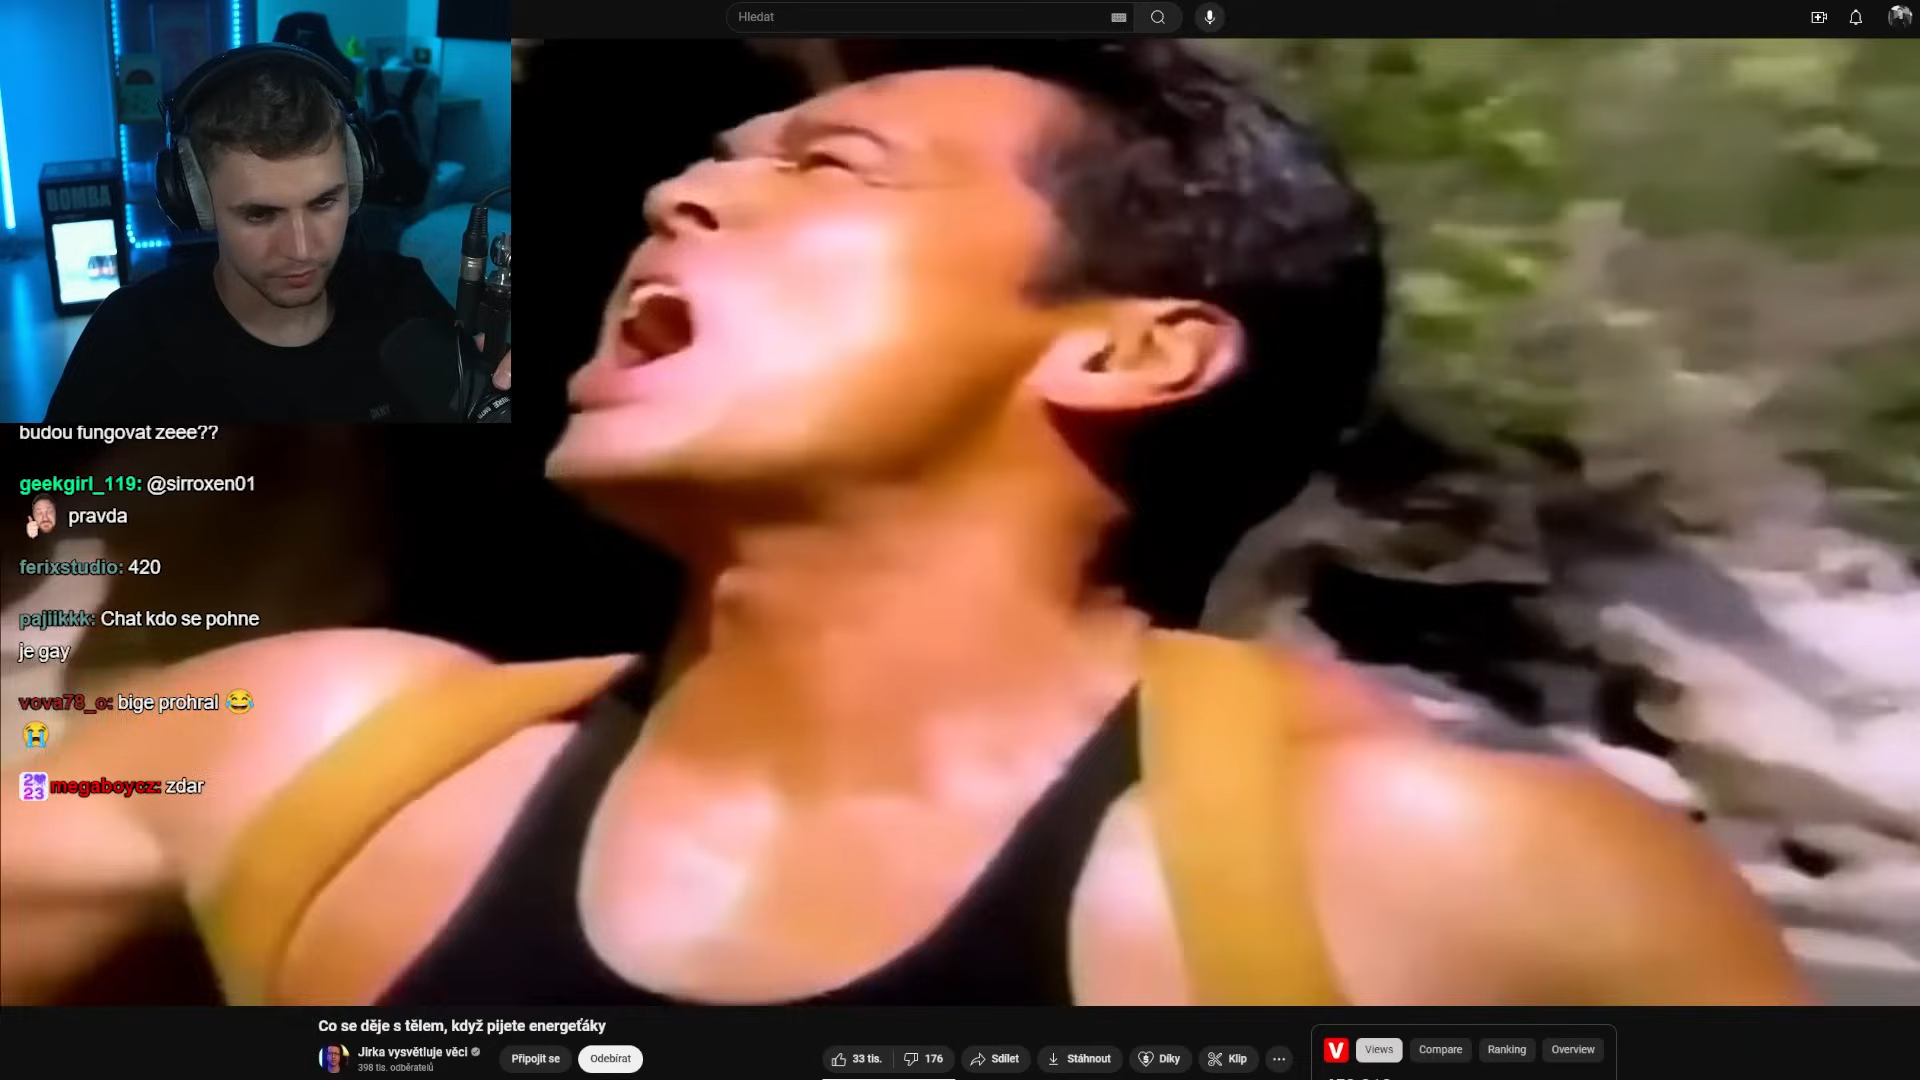 Hledat
BOMBA
budou fungovat zeee??
geekgirl_119: @sirroxen01
pravda
ferixstudio: 420
pajiikkk: Chat kdo se pohne
je gay
vova78_o: bige prohral 😂
😭
megaboycz: zdar
Co se děje s tělem, když pijete energeťáky
Jirka vysvětluje věci
398 tis. odběratelů
Připojit se
Odebírat
33 tis.
176
Sdílet
Stáhnout
Díky
Klip
Views
Compare
Ranking
Overview